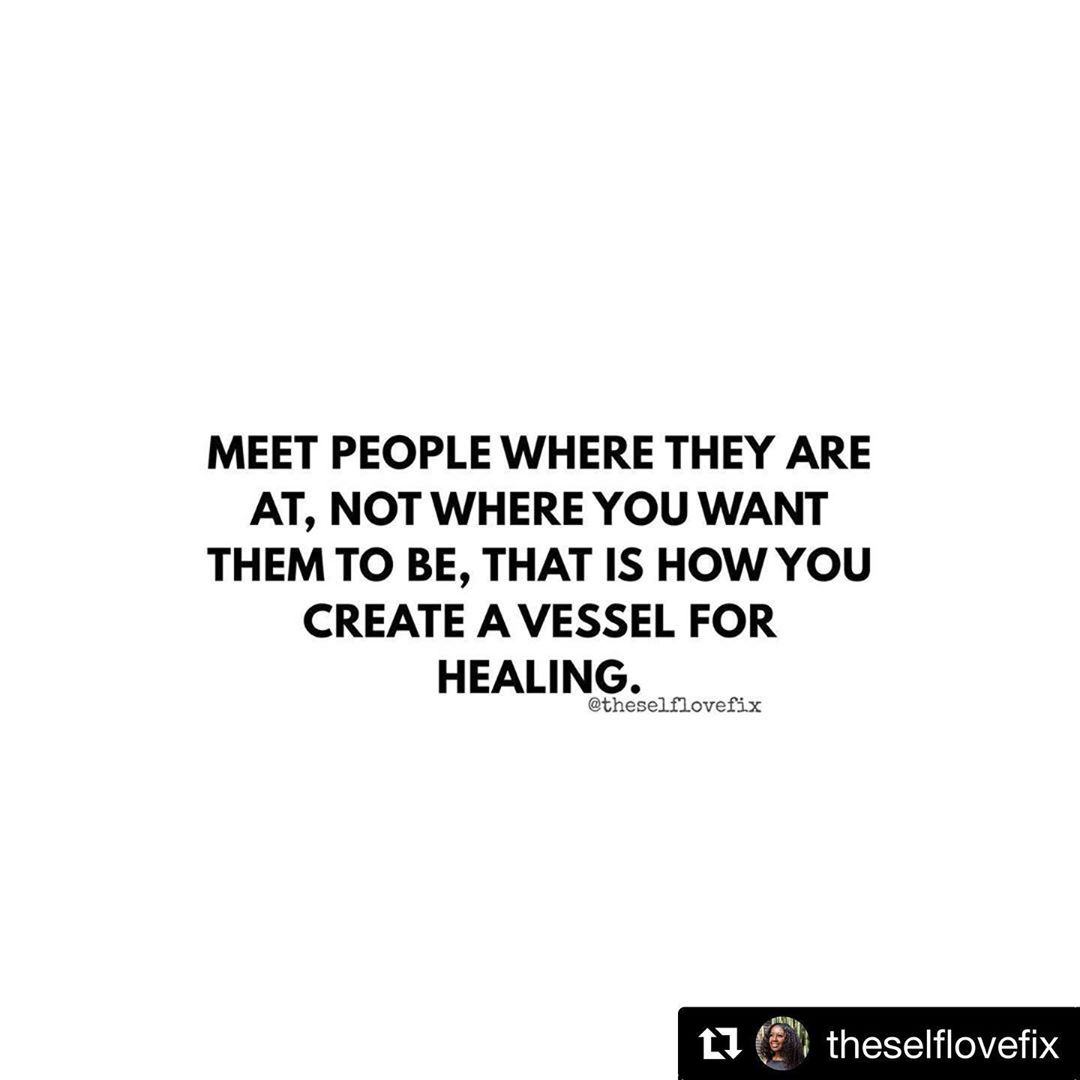 MEET PEOPLE WHERE THEY ARE
AT, NOT WHERE YOU WANT
THEM TO BE, THAT IS HOW YOU
CREATE A VESSEL FOR
HEALING.
@theselflovefix
theselflovefix